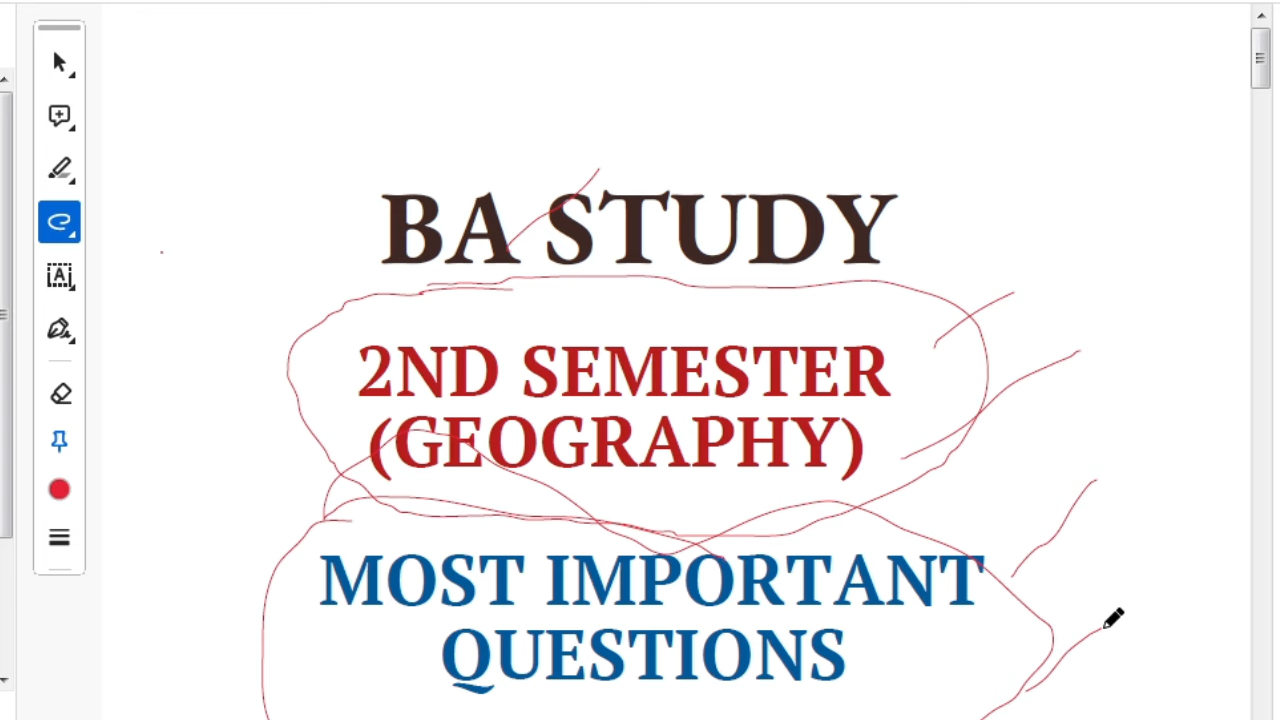 BA STUDY
2ND SEMESTER
(GEOGRAPHY)
MOST IMPORTANT
QUESTIONS